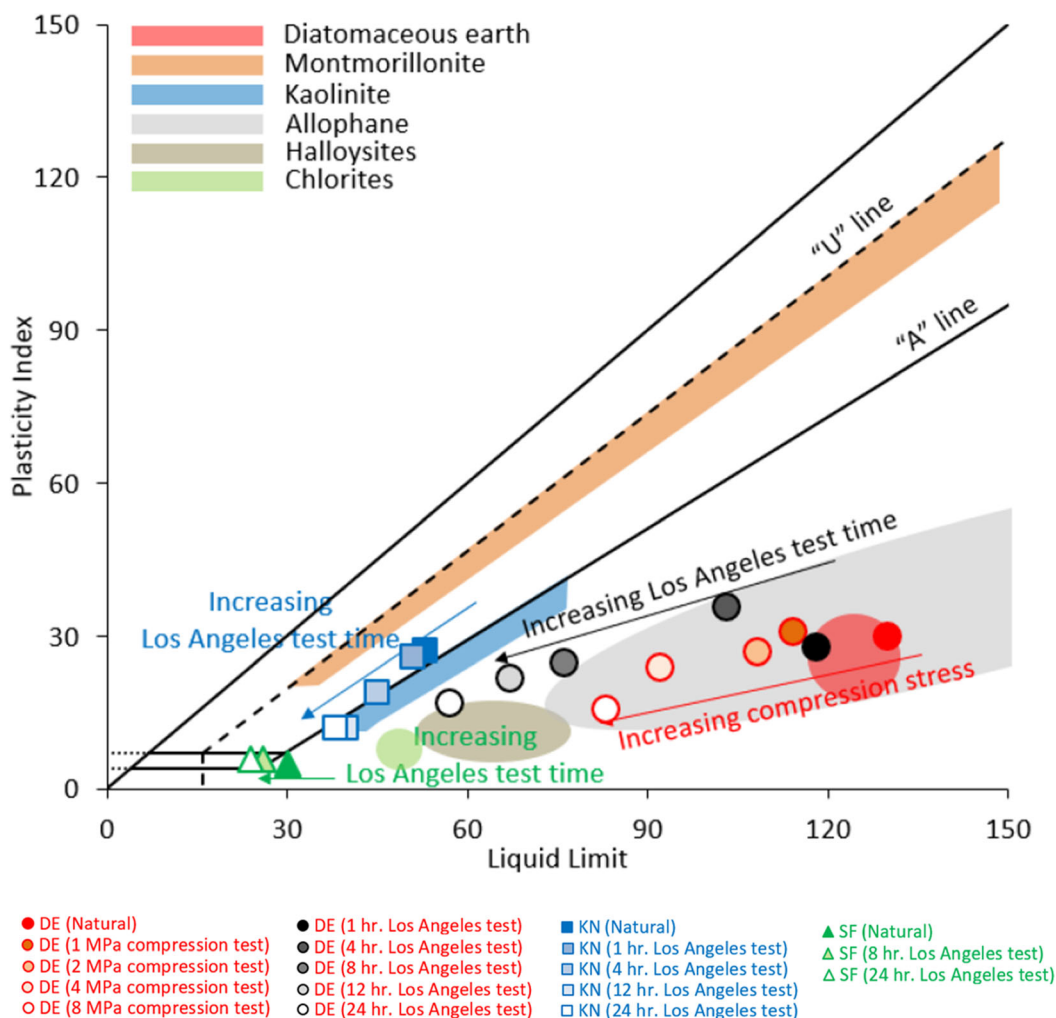 150
120
90
60
30
0
Plasticity Index
Diatomaceous earth
Montmorillonite
Kaolinite
Allophane
Halloysites
Chlorites
"U" line
"A" line
Increasing
Los Angeles test time
Increasing Los Angeles test time
Increasing compression stress
Increasing
Los Angeles test time
0
30
60
90
120
150
Liquid Limit
DE (Natural)
DE (1 MPa compression test)
DE (2 MPa compression test)
DE (4 MPa compression test)
DE (8 MPa compression test)
DE (1 hr. Los Angeles test)
DE (4 hr. Los Angeles test)
DE (8 hr. Los Angeles test)
DE (12 hr. Los Angeles test)
DE (24 hr. Los Angeles test)
KN (Natural)
KN (1 hr. Los Angeles test)
KN (4 hr. Los Angeles test)
KN (12 hr. Los Angeles test)
KN (24 hr. Los Angeles test)
SF (Natural)
SF (8 hr. Los Angeles test)
SF (24 hr. Los Angeles test)